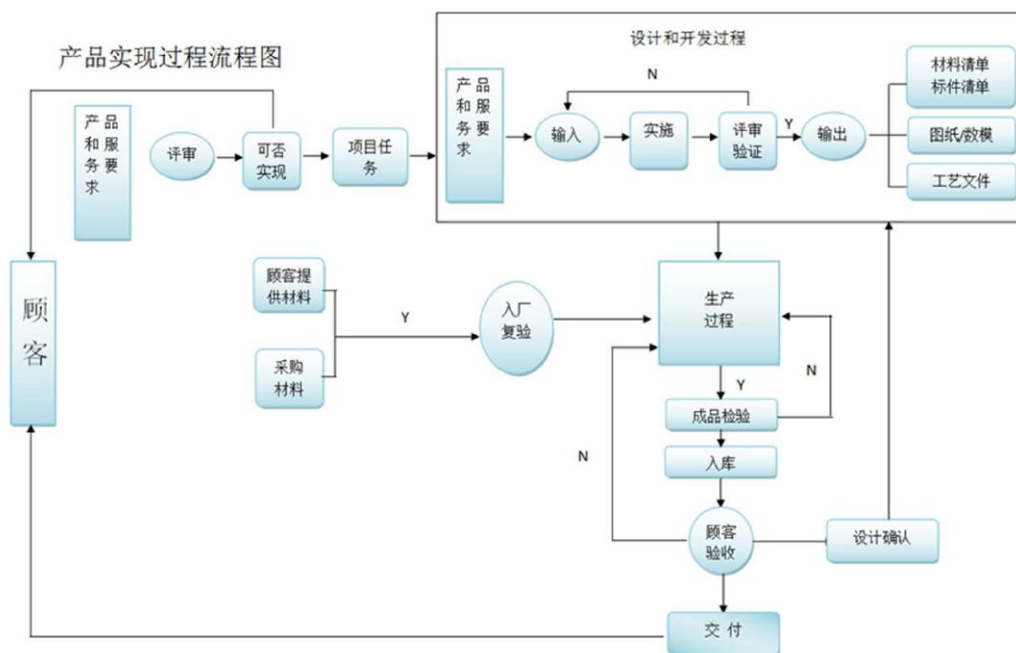 产品实现过程流程图
设计和开发过程
产 品
和 服
务 要
求
评审
可否
实现
项目任
务
产 品
和 服
务 要
求
输入
N
实施
评审
验证
Y
输出
材料清单
标件清单
图纸/数模
工艺文件
顾客
顾客提
供材料
采购
材料
Y
入厂
复验
生产
过程
Y
N
成品检验
入库
N
顾客
验收
设计确认
交 付